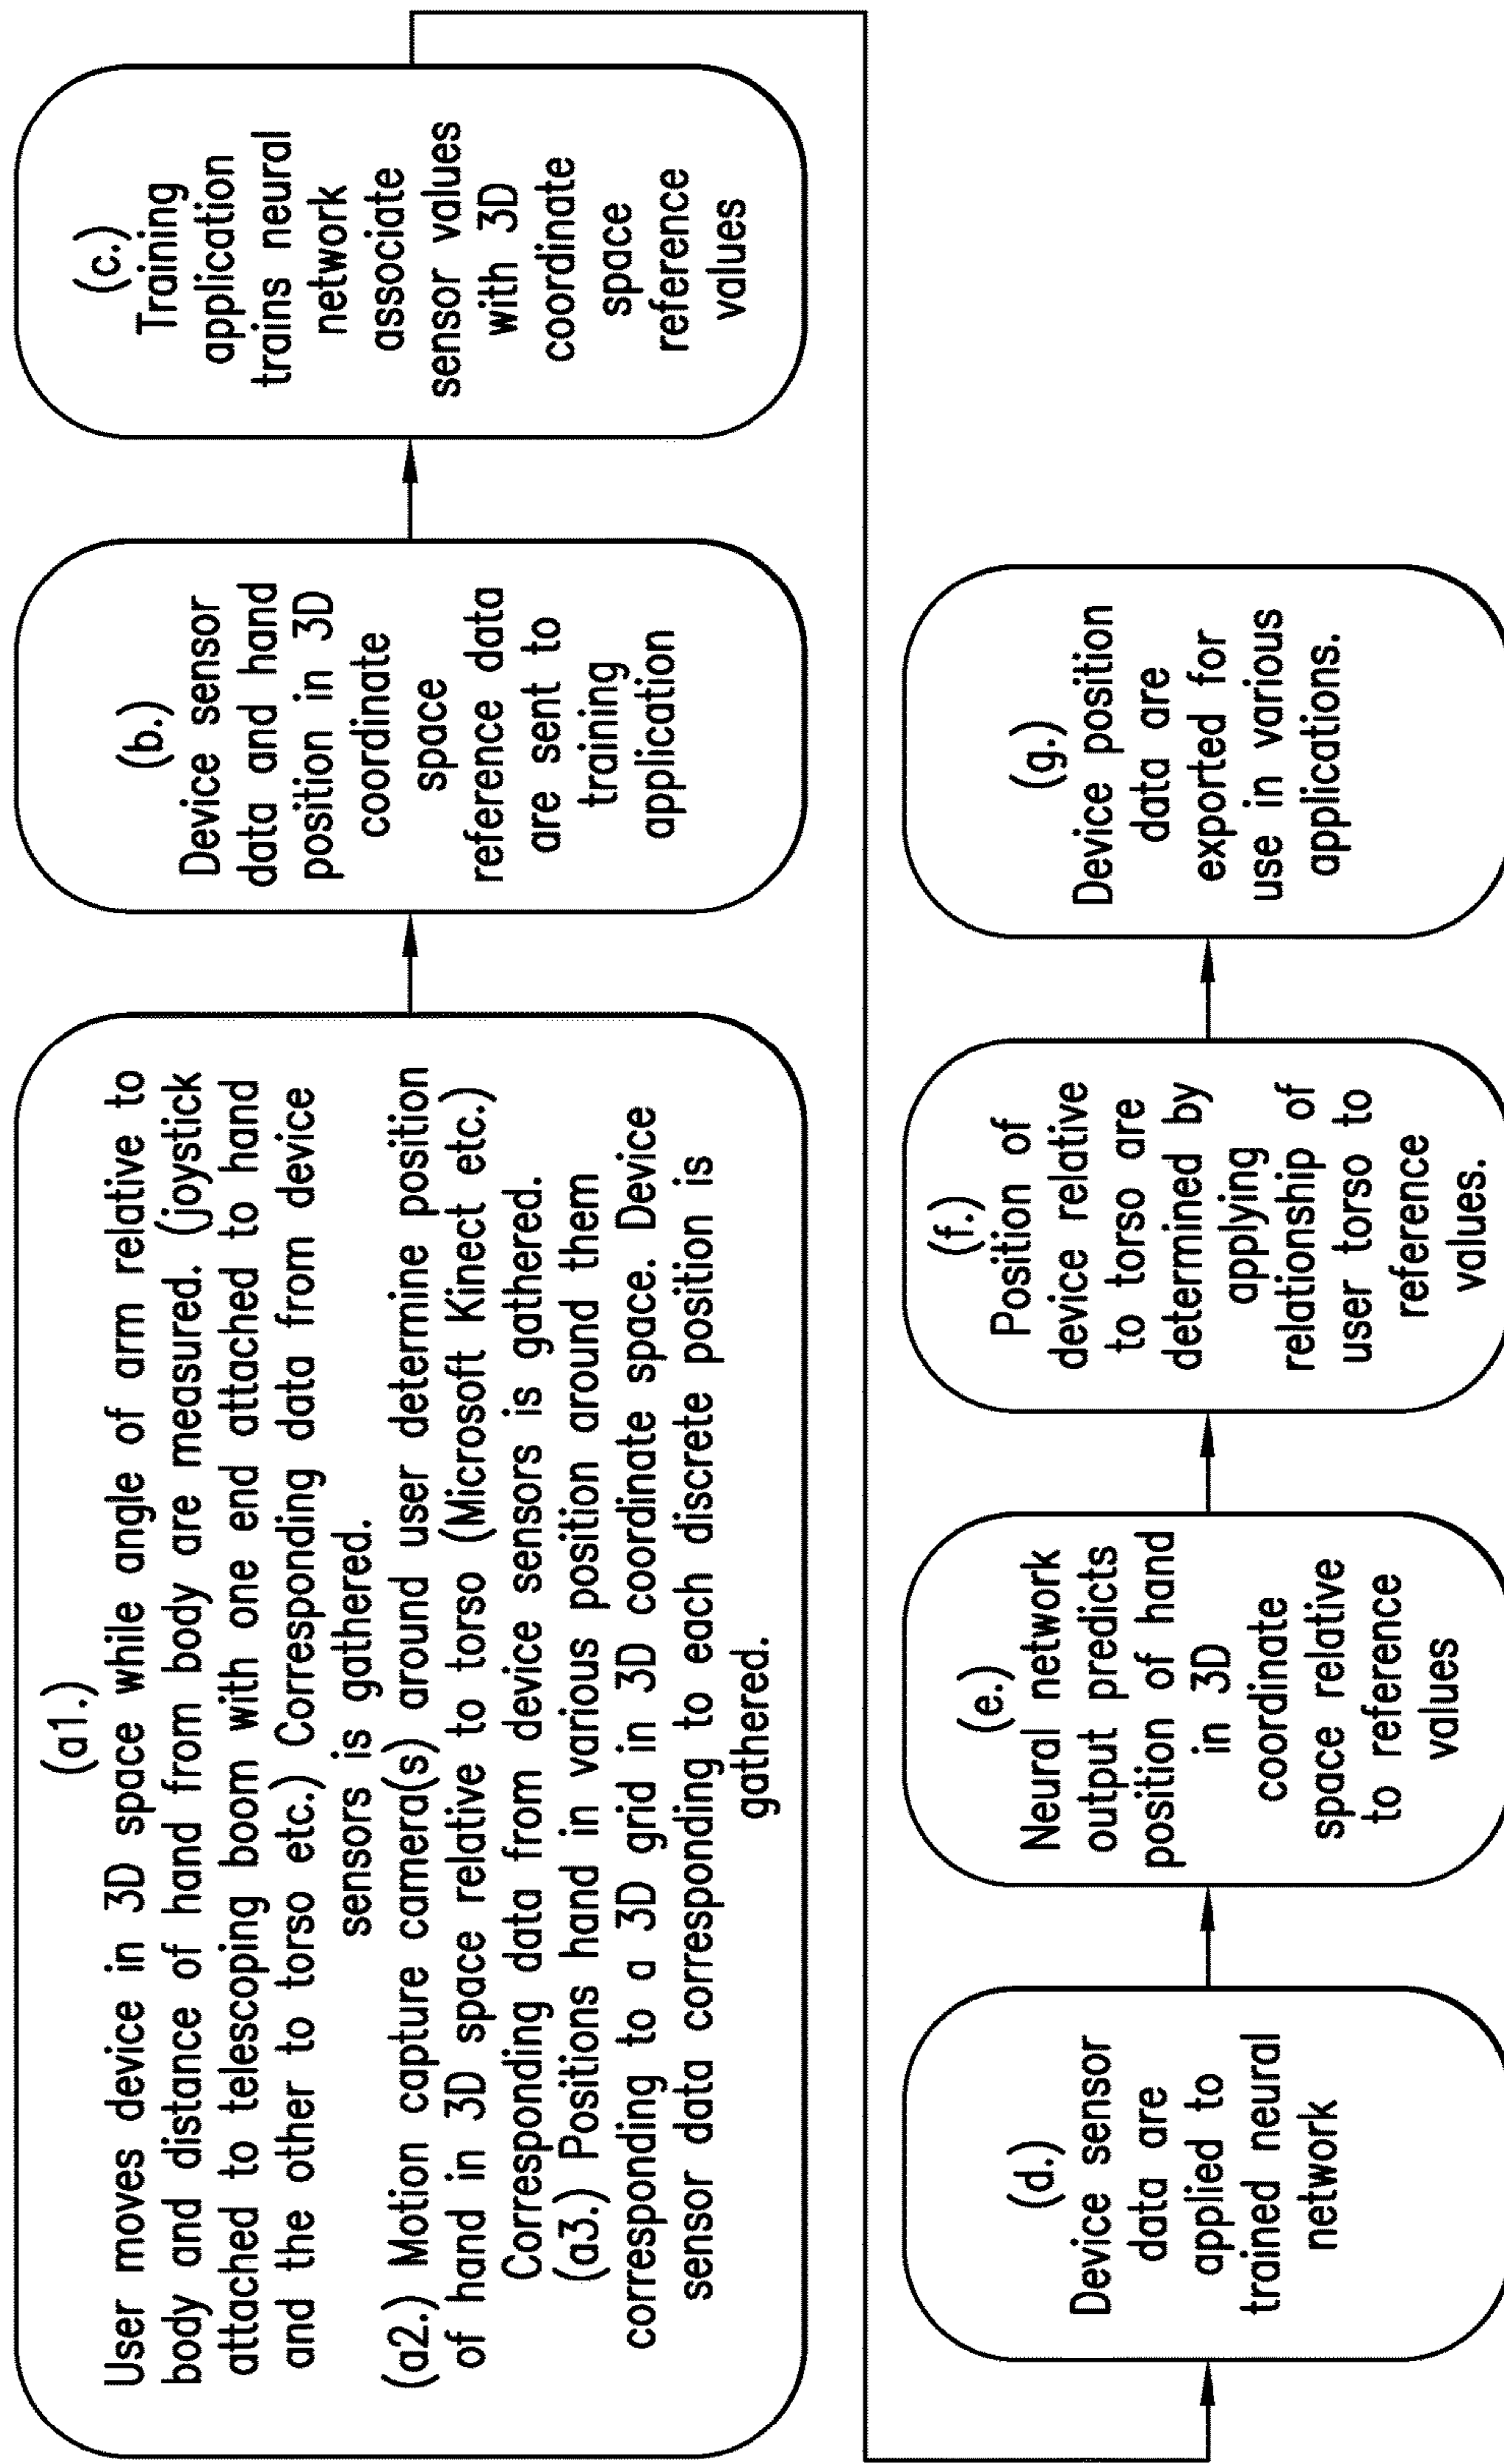 (a1.)
User moves device in 3D space while angle of arm relative to
body and distance of hand from body are measured. (joystick
attached to telescoping boom with one end attached to hand
and the other to torso etc.) Corresponding data from device
sensors is gathered.
(a2.) Motion capture camera(s) around user determine position
of hand in 3D space relative to torso (Microsoft Kinect etc.)
Corresponding data from device sensors is gathered.
(a3.) Positions hand in various position around them
corresponding to a 3D grid in 3D coordinate space. Device
sensor data corresponding to each discrete position is
gathered.
(b.)
Device sensor
data and hand
position in 3D
coordinate
space
reference data
are sent to
training
application
(c.)
Training
application
trains neural
network
associate
sensor values
with 3D
coordinate
space
reference
values
(d.)
Device sensor
data are
applied to
trained neural
network
(e.)
Neural network
output predicts
position of hand
in 3D
coordinate
space relative
to reference
values
(f.)
Position of
device relative
to torso are
determined by
applying
relationship of
user torso to
reference
values.
(g.)
Device position
data are
exported for
use in various
applications.